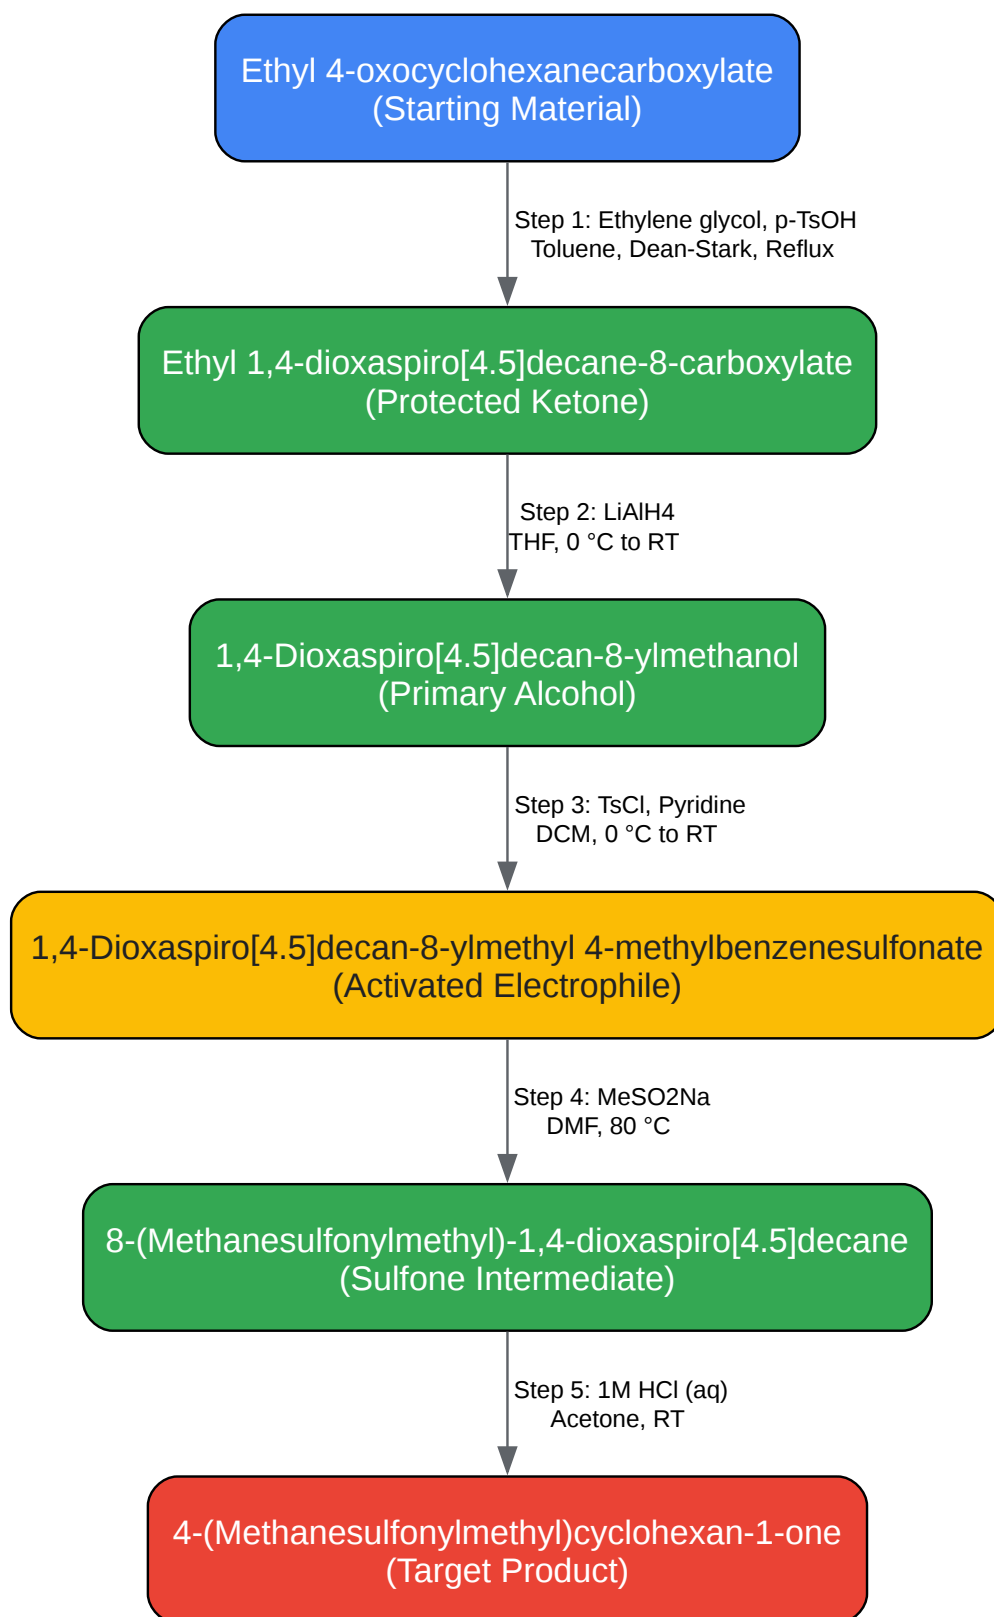 Ethyl 4-oxocyclohexanecarboxylate
(Starting Material)
Step 1: Ethylene glycol, p-TsOH
Toluene, Dean-Stark, Reflux
Ethyl 1,4-dioxaspiro[4.5]decane-8-carboxylate
(Protected Ketone)
Step 2: LiAlH4
THF, 0 °C to RT
1,4-Dioxaspiro[4.5]decan-8-ylmethanol
(Primary Alcohol)
Step 3: TsCl, Pyridine
DCM, 0 °C to RT
1,4-Dioxaspiro[4.5]decan-8-ylmethyl 4-methylbenzenesulfonate
(Activated Electrophile)
Step 4: MeSO2Na
DMF, 80 °C
8-(Methanesulfonylmethyl)-1,4-dioxaspiro[4.5]decane
(Sulfone Intermediate)
Step 5: 1M HCl (aq)
Acetone, RT
4-(Methanesulfonylmethyl)cyclohexan-1-one
(Target Product)